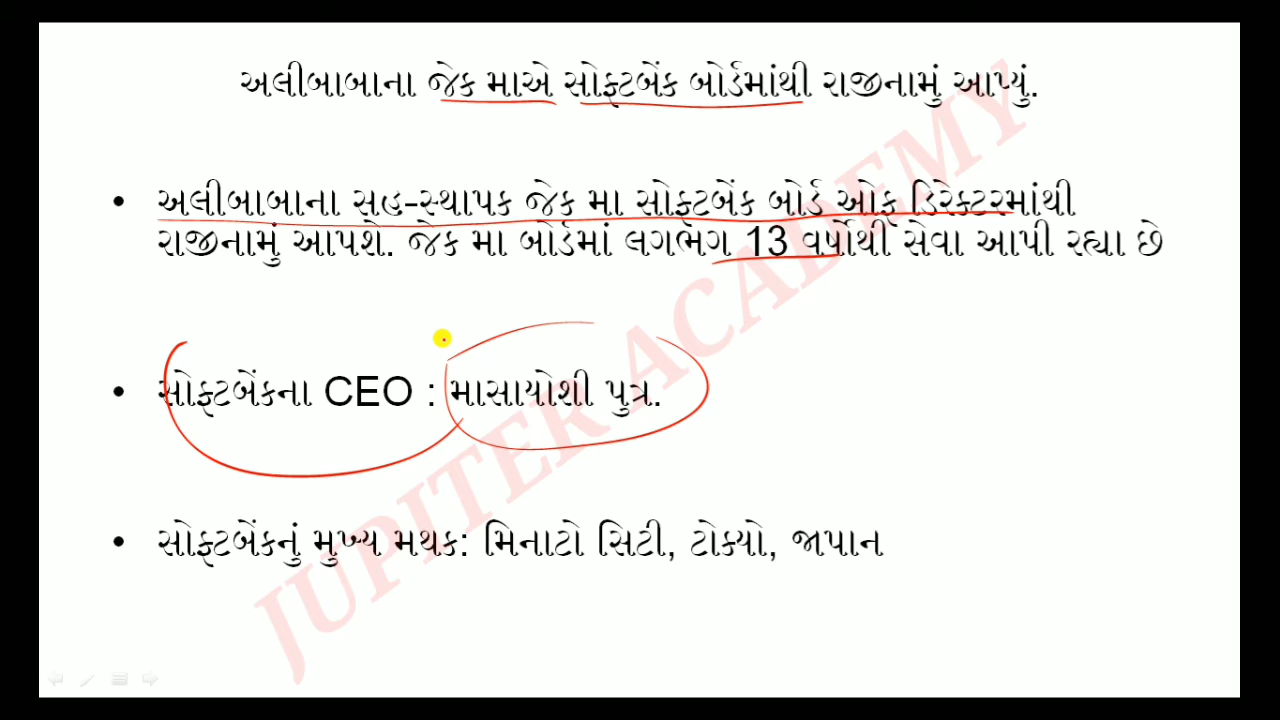 અલીબાબાના જેક માએ સોફ્ટબેંક બોર્ડમાંથી રાજીનામું આપ્યું.
• અલીબાબાના સહ-સ્થાપક જેક મા સોફ્ટબેંક બોર્ડ ઓફ ડિરેક્ટરમાંથી
રાજીનામું આપશે. જેક મા બોર્ડમાં લગભગ 13 વર્ષોથી સેવા આપી રહ્યા છે
• સોફ્ટબેંકના CEO : માસાયોશી પુત્ર.
• સોફ્ટબેંકનું મુખ્ય મથક: મિનાટો સિટી, ટોક્યો, જાપાન
JUPITER ACADEMY